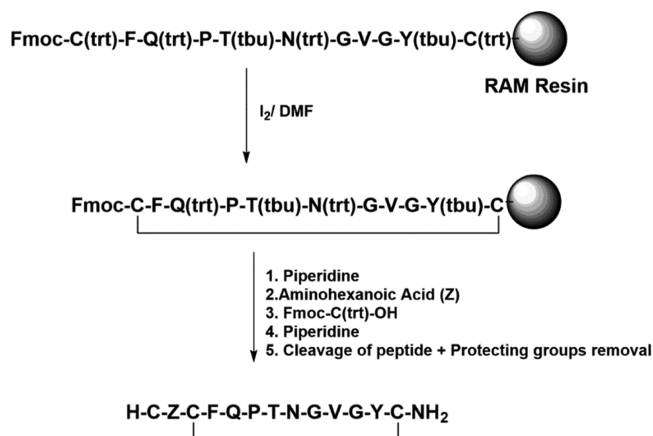 Fmoc-C(trt)-F-Q(trt)-P-T(tbu)-N(trt)-G-V-G-Y(tbu)-C(trt)
RAM Resin
I2/ DMF
Fmoc-C-F-Q(trt)-P-T(tbu)-N(trt)-G-V-G-Y(tbu)-C
1. Piperidine
2.Aminohexanoic Acid (Z)
3. Fmoc-C(trt)-OH
4. Piperidine
5. Cleavage of peptide + Protecting groups removal
H-C-Z-C-F-Q-P-T-N-G-V-G-Y-C-NH2